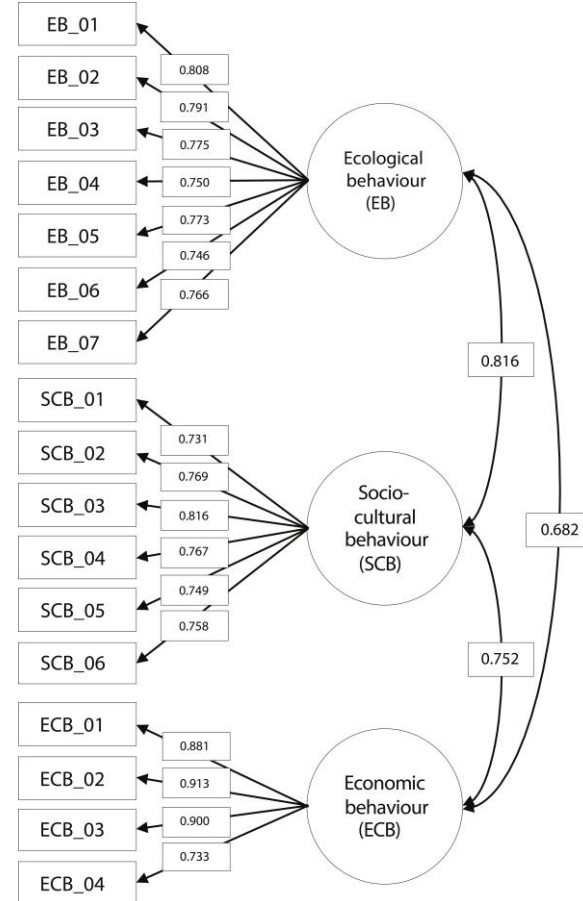 EB_01
EB_02
EB_03
EB_04
EB_05
EB_06
EB_07
0.808
0.791
0.775
0.750
0.773
0.746
0.766
Ecological
behaviour
(EB)
SCB_01
SCB_02
SCB_03
SCB_04
SCB_05
SCB_06
0.731
0.769
0.816
0.767
0.749
0.758
Socio-
cultural
behaviour
(SCB)
ECB_01
ECB_02
ECB_03
ECB_04
0.881
0.913
0.900
0.733
Economic
behaviour
(ECB)
0.816
0.682
0.752